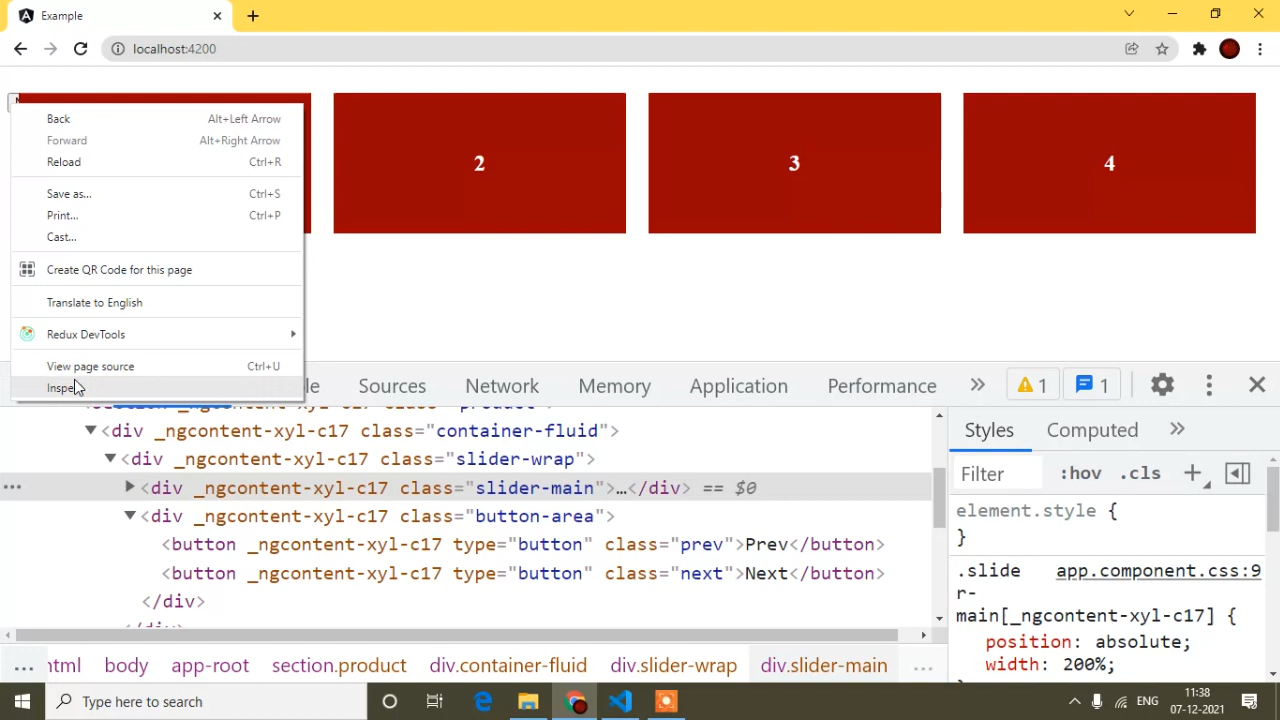 Example
localhost:4200
2
3
4
Back Alt+Left Arrow
Forward Alt+Right Arrow
Reload Ctrl+R
Save as... Ctrl+S
Print... Ctrl+P
Cast...
Create QR Code for this page
Translate to English
Redux DevTools
View page source Ctrl+U
Sources Network Memory Application Performance » 1 1
<div _ngcontent-xyl-c17 class="container-fluid">
<div _ngcontent-xyl-c17 class="slider-wrap">
... <div _ngcontent-xyl-c17 class="slider-main">…</div> == $0
<div _ngcontent-xyl-c17 class="button-area">
<button _ngcontent-xyl-c17 type="button" class="prev">Prev</button>
<button _ngcontent-xyl-c17 type="button" class="next">Next</button>
</div>
Styles Computed »
Filter :hov .cls +
element.style {
}
.slide app.component.css:9
r-
main[_ngcontent-xyl-c17] {
position: absolute;
width: 200%;
... html body app-root section.product div.container-fluid div.slider-wrap div.slider-main ...
Type here to search
ENG
11:38
07-12-2021